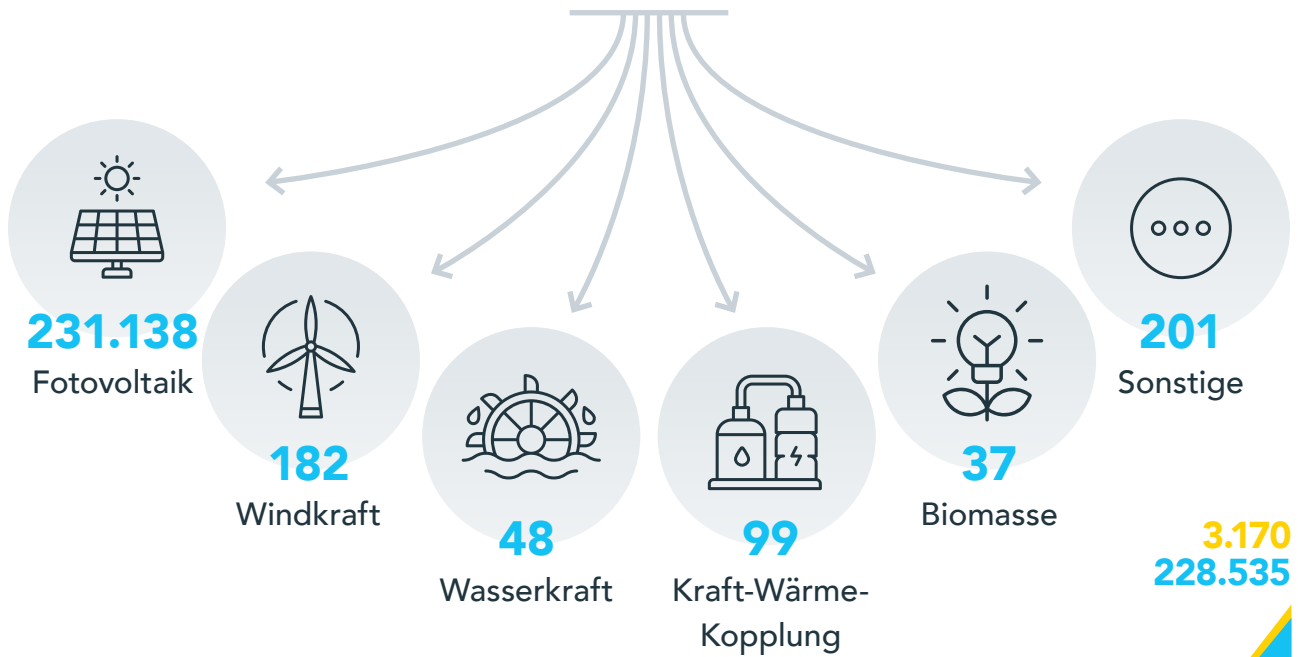 231.138
Fotovoltaik
182
Windkraft
48
Wasserkraft
99
Kraft-Wärme-
Kopplung
37
Biomasse
201
Sonstige
3.170
228.535